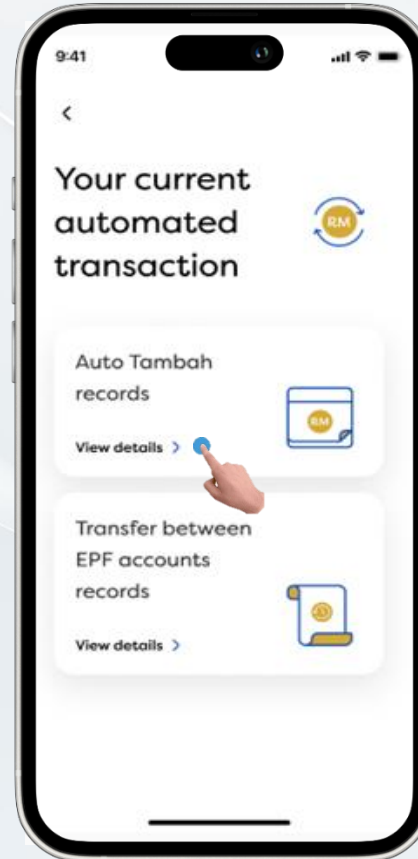 9:41
Your current
automated
transaction
RM
Auto Tambah
records
RM
View details >
Transfer between
EPF accounts
records
View details >